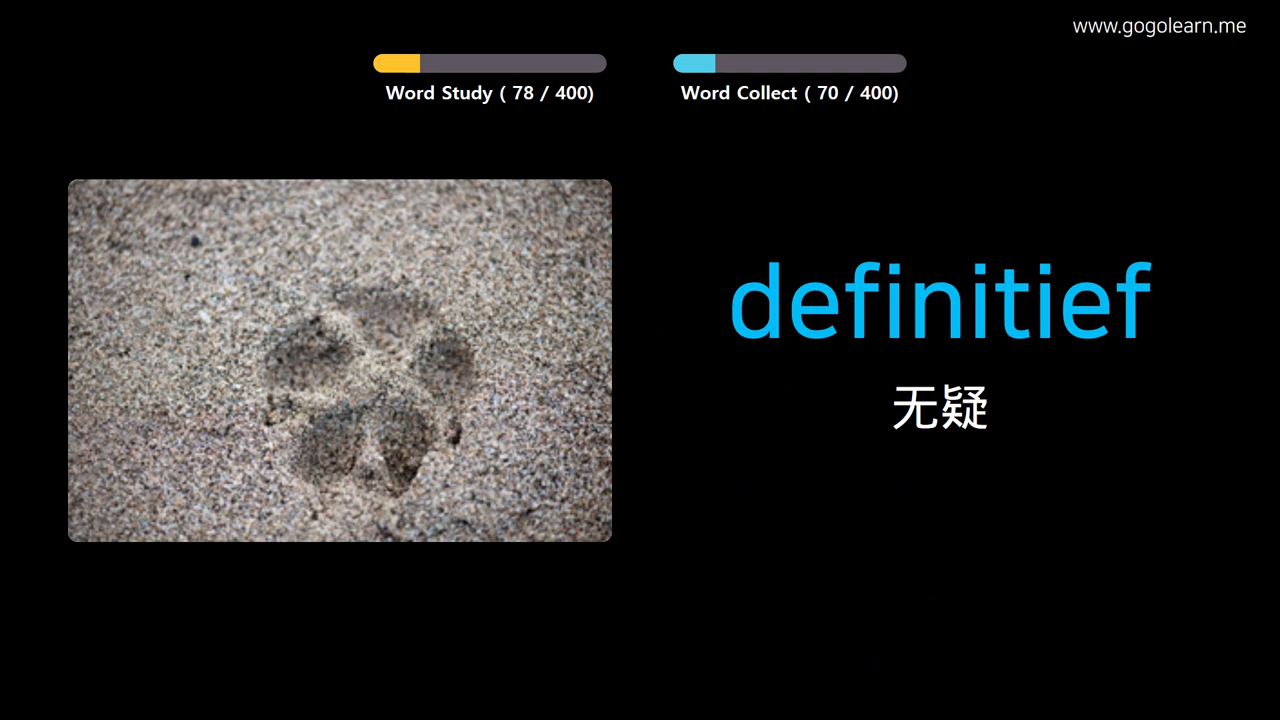 www.gogolearn.me
Word Study ( 78 / 400)
Word Collect ( 70 / 400)
definitief
无疑